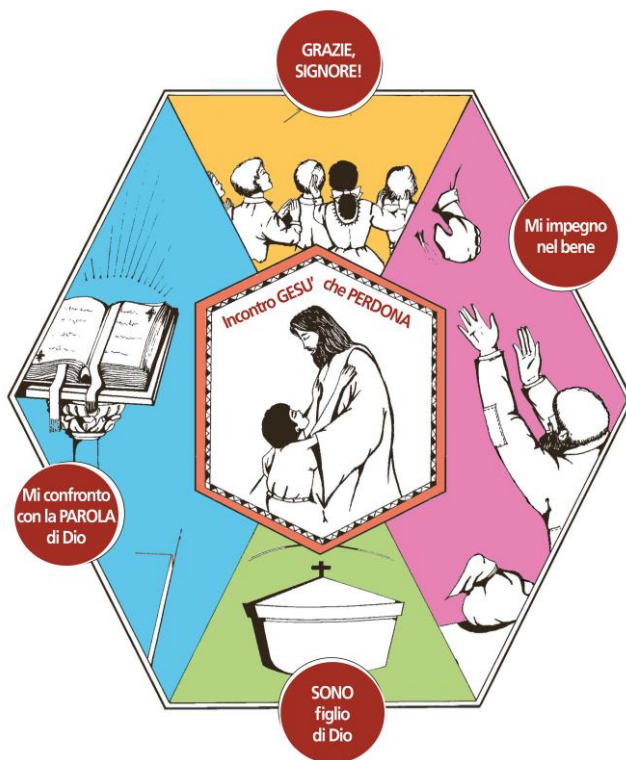 GRAZIE,
SIGNORE!
Mi impegno
nel bene
Incontro GESU' che PERDONA
Mi confronto
con la PAROLA
di Dio
SONO
figlio
di Dio